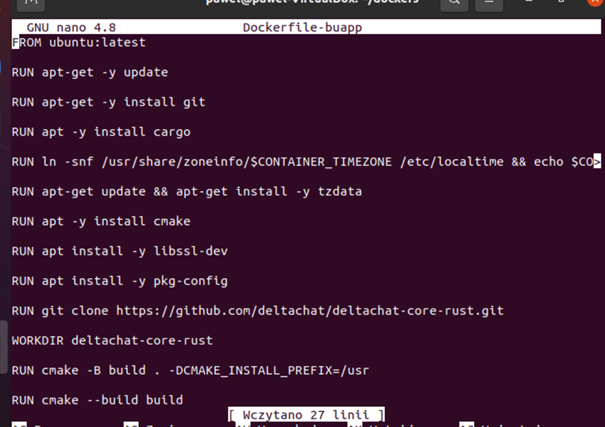 pawel@pawel-VirtualBox: ~/dockers
GNU nano 4.8 Dockerfile-buapp
FROM ubuntu:latest
RUN apt-get -y update
RUN apt-get -y install git
RUN apt -y install cargo
RUN ln -snf /usr/share/zoneinfo/$CONTAINER_TIMEZONE /etc/localtime && echo $CO>
RUN apt-get update && apt-get install -y tzdata
RUN apt -y install cmake
RUN apt install -y libssl-dev
RUN apt install -y pkg-config
RUN git clone https://github.com/deltachat/deltachat-core-rust.git
WORKDIR deltachat-core-rust
RUN cmake -B build . -DCMAKE_INSTALL_PREFIX=/usr
RUN cmake --build build
[ Wczytano 27 linii ]